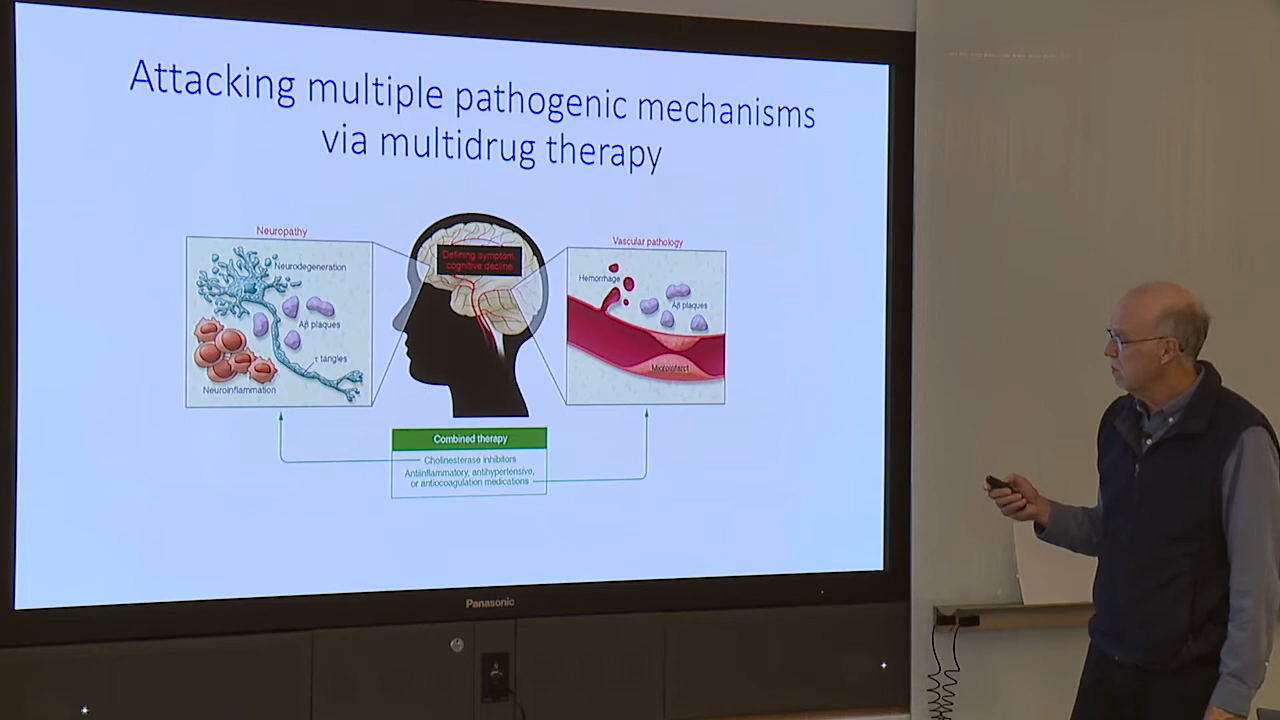 Attacking multiple pathogenic mechanisms
via multidrug therapy
Neuropathy
Neurodegeneration
Aβ plaques
τ tangles
Neuroinflammation
Defining symptom:
cognitive decline
Vascular pathology
Hemorrhage
Aβ plaques
Microinfarct
Combined therapy
Cholinesterase inhibitors
Antiinflammatory, antihypertensive,
or antiocoagulation medications
Panasonic